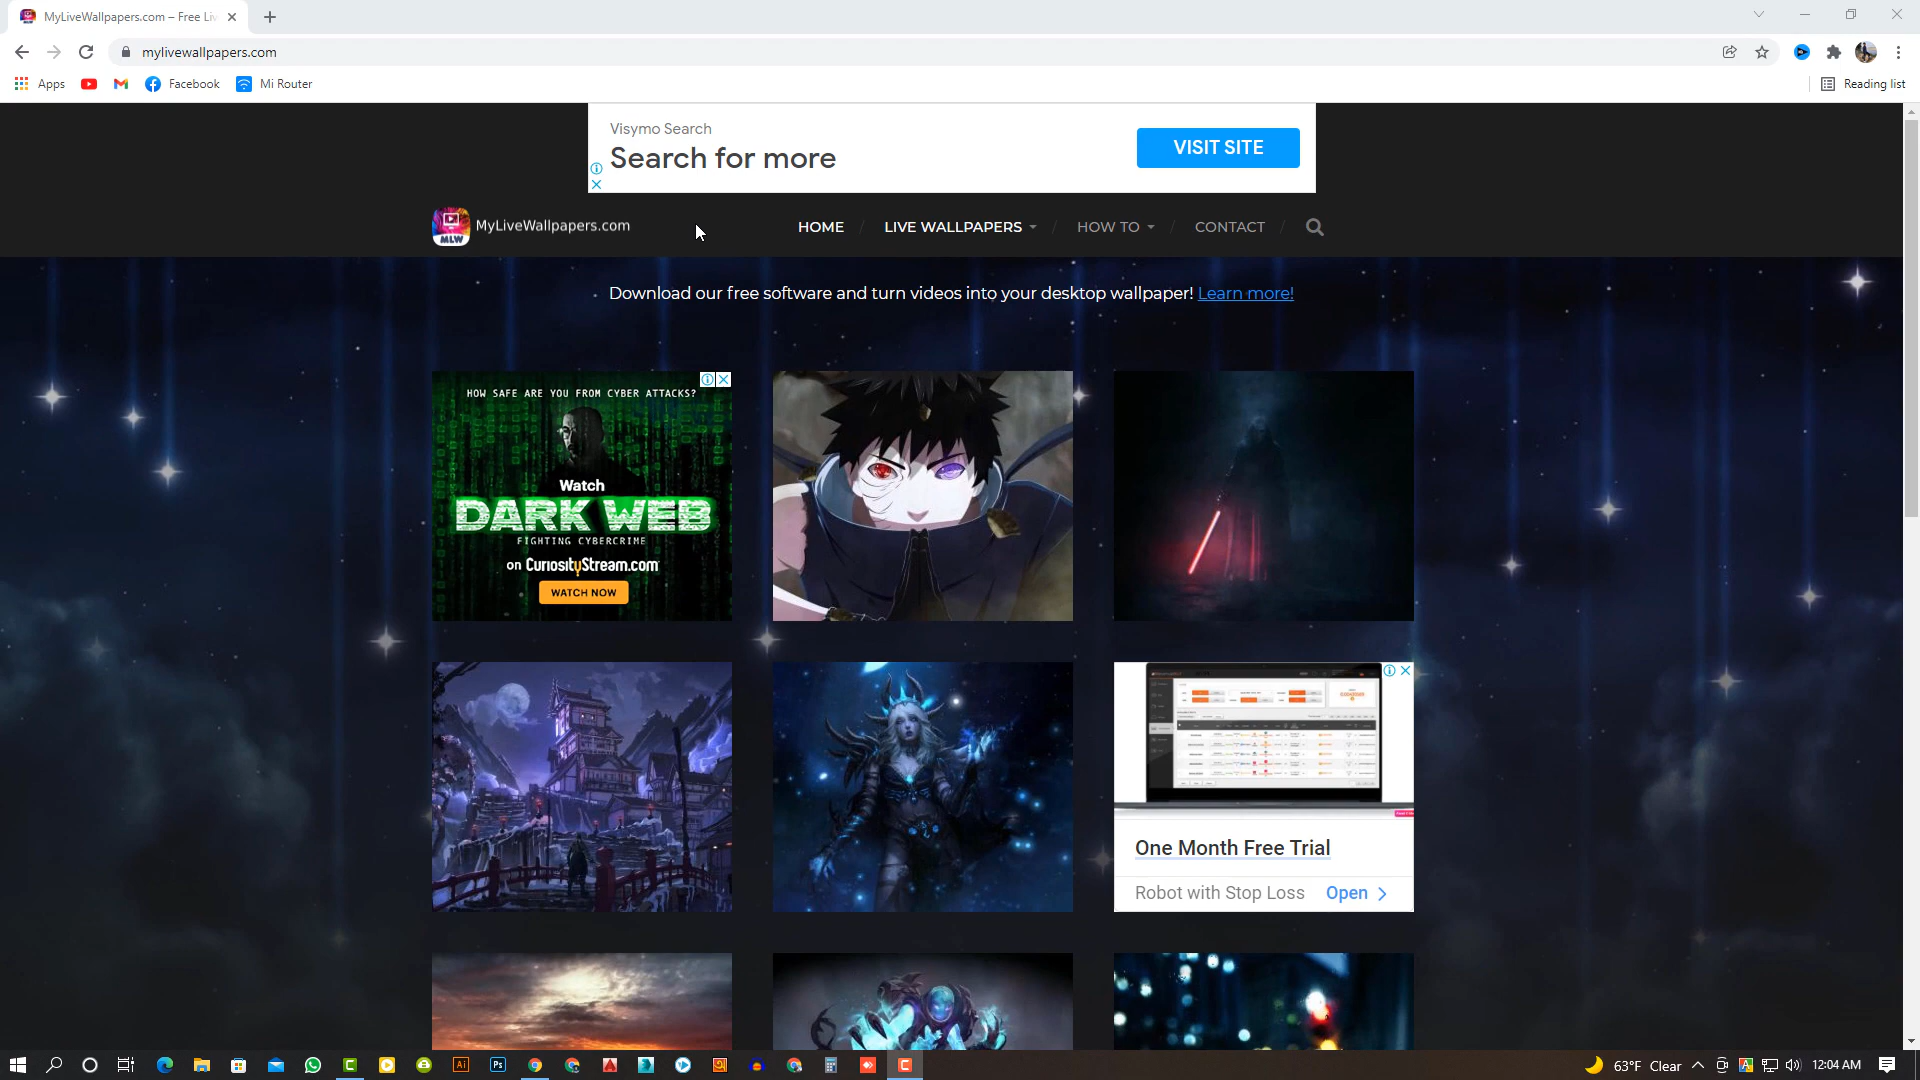 MyLiveWallpapers.com – Free Li
mylivewallpapers.com
Apps
Facebook
Mi Router
Reading list
Visymo Search
Search for more
VISIT SITE
MLW
MyLiveWallpapers.com
HOME / LIVE WALLPAPERS / HOW TO / CONTACT /
Download our free software and turn videos into your desktop wallpaper! Learn more!
HOW SAFE ARE YOU FROM CYBER ATTACKS?
Watch
DARK WEB
FIGHTING CYBERCRIME
on CURIOSITYSTREAM.COM
WATCH NOW
One Month Free Trial
Robot with Stop Loss Open
Ai
Ps
63°F Clear
12:04 AM